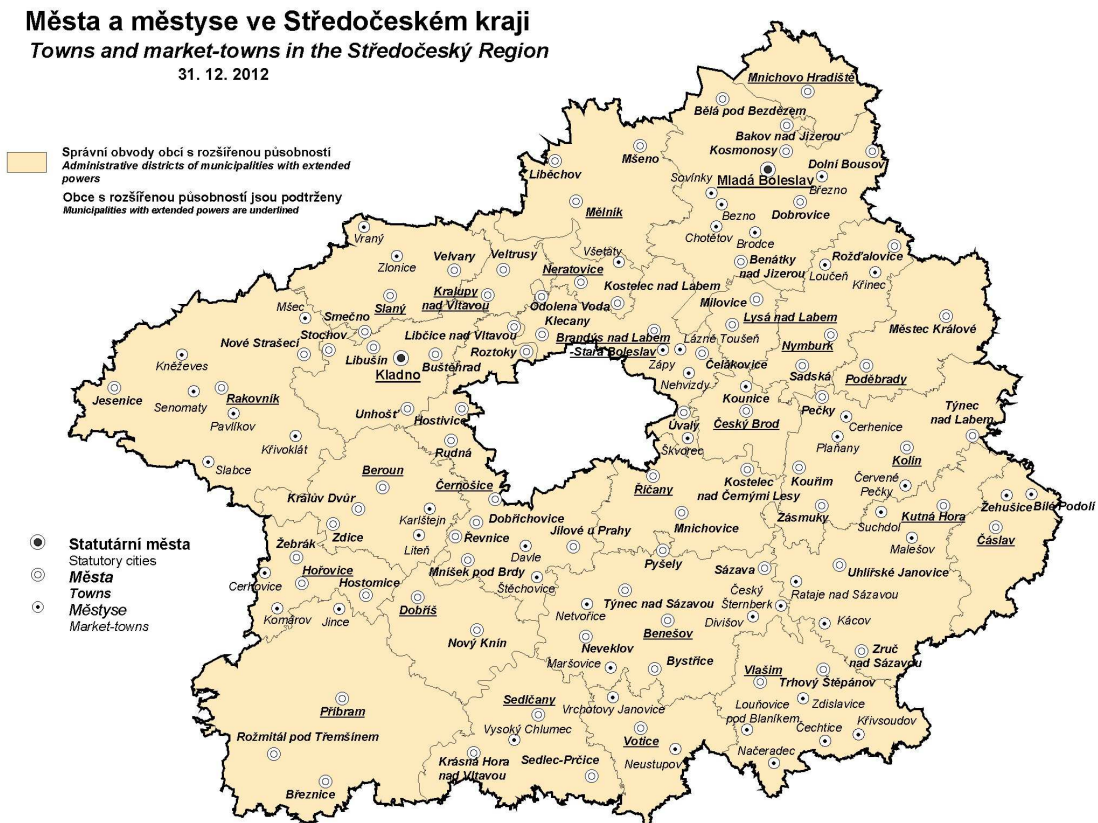 Města a městyse ve Středočeském kraji
Towns and market-towns in the Středočeský Region
31. 12. 2012
Správní obvody obcí s rozšířenou působností
Administrative districts of municipalities with extended
powers
Obce s rozšířenou působností jsou podtrženy
Municipalities with extended powers are underlined
Mnichovo Hradiště
Bělá pod Bezdězem
Bakov nad Jizerou
Kosmonosy
Mšeno
Liběchov
Dolní Bousov
Sovínky
Mladá Boleslav
Březno
Mělník
Bezno
Dobrovice
Chotětov
Brodce
Vraný
Všetaty
Zlonice
Velvary
Veltrusy
Neratovice
Benátky
nad Jizerou
Rožďalovice
Loučeň
Křinec
Kostelec nad Labem
Kralupy
nad Vltavou
Slaný
Odolena Voda
Milovice
Mšec
Smečno
Klecany
Lysá nad Labem
Městec Králové
Stochov
Libčice nad Vltavou
Brandýs nad Labem
-Stará Boleslav
Lázně Toušeň
Nymburk
Nové Strašecí
Libušín
Roztoky
Kněževes
Kladno
Buštěhrad
Zápy
Čelákovice
Sadská
Poděbrady
Nehvizdy
Jesenice
Senomaty
Rakovník
Kounice
Pečky
Týnec
nad Labem
Pavlíkov
Unhošť
Hostivice
Úvaly
Český Brod
Cerhenice
Křivoklát
Škvorec
Plaňany
Rudná
Kolín
Slabce
Beroun
Černošice
Říčany
Kostelec
nad Černými Lesy
Kouřim
Červené
Pečky
Králův Dvůr
Žehušice
Bílé Podolí
Karlštejn
Dobřichovice
Jílové u Prahy
Mnichovice
Zásmuky
Suchdol
Kutná Hora
Zdice
Řevnice
Čáslav
Žebrák
Liteň
Davle
Malešov
Pyšely
Sázava
Hořovice
Mníšek pod Brdy
Uhlířské Janovice
Cerhovice
Hostomice
Štěchovice
Český
Šternberk
Rataje nad Sázavou
Týnec nad Sázavou
Komárov
Jince
Dobříš
Netvořice
Divišov
Kácov
Benešov
Nový Knín
Neveklov
Zruč
nad Sázavou
Maršovice
Bystřice
Vlašim
Trhový Štěpánov
Sedlčany
Louňovice
pod Blaníkem
Zdislavice
Příbram
Vrchotovy Janovice
Vysoký Chlumec
Křivsoudov
Rožmitál pod Třemšínem
Votice
Čechtice
Načeradec
Krásná Hora
nad Vltavou
Sedlec-Prčice
Neustupov
Březnice
Statutární města
Statutory cities
Města
Towns
Městyse
Market-towns